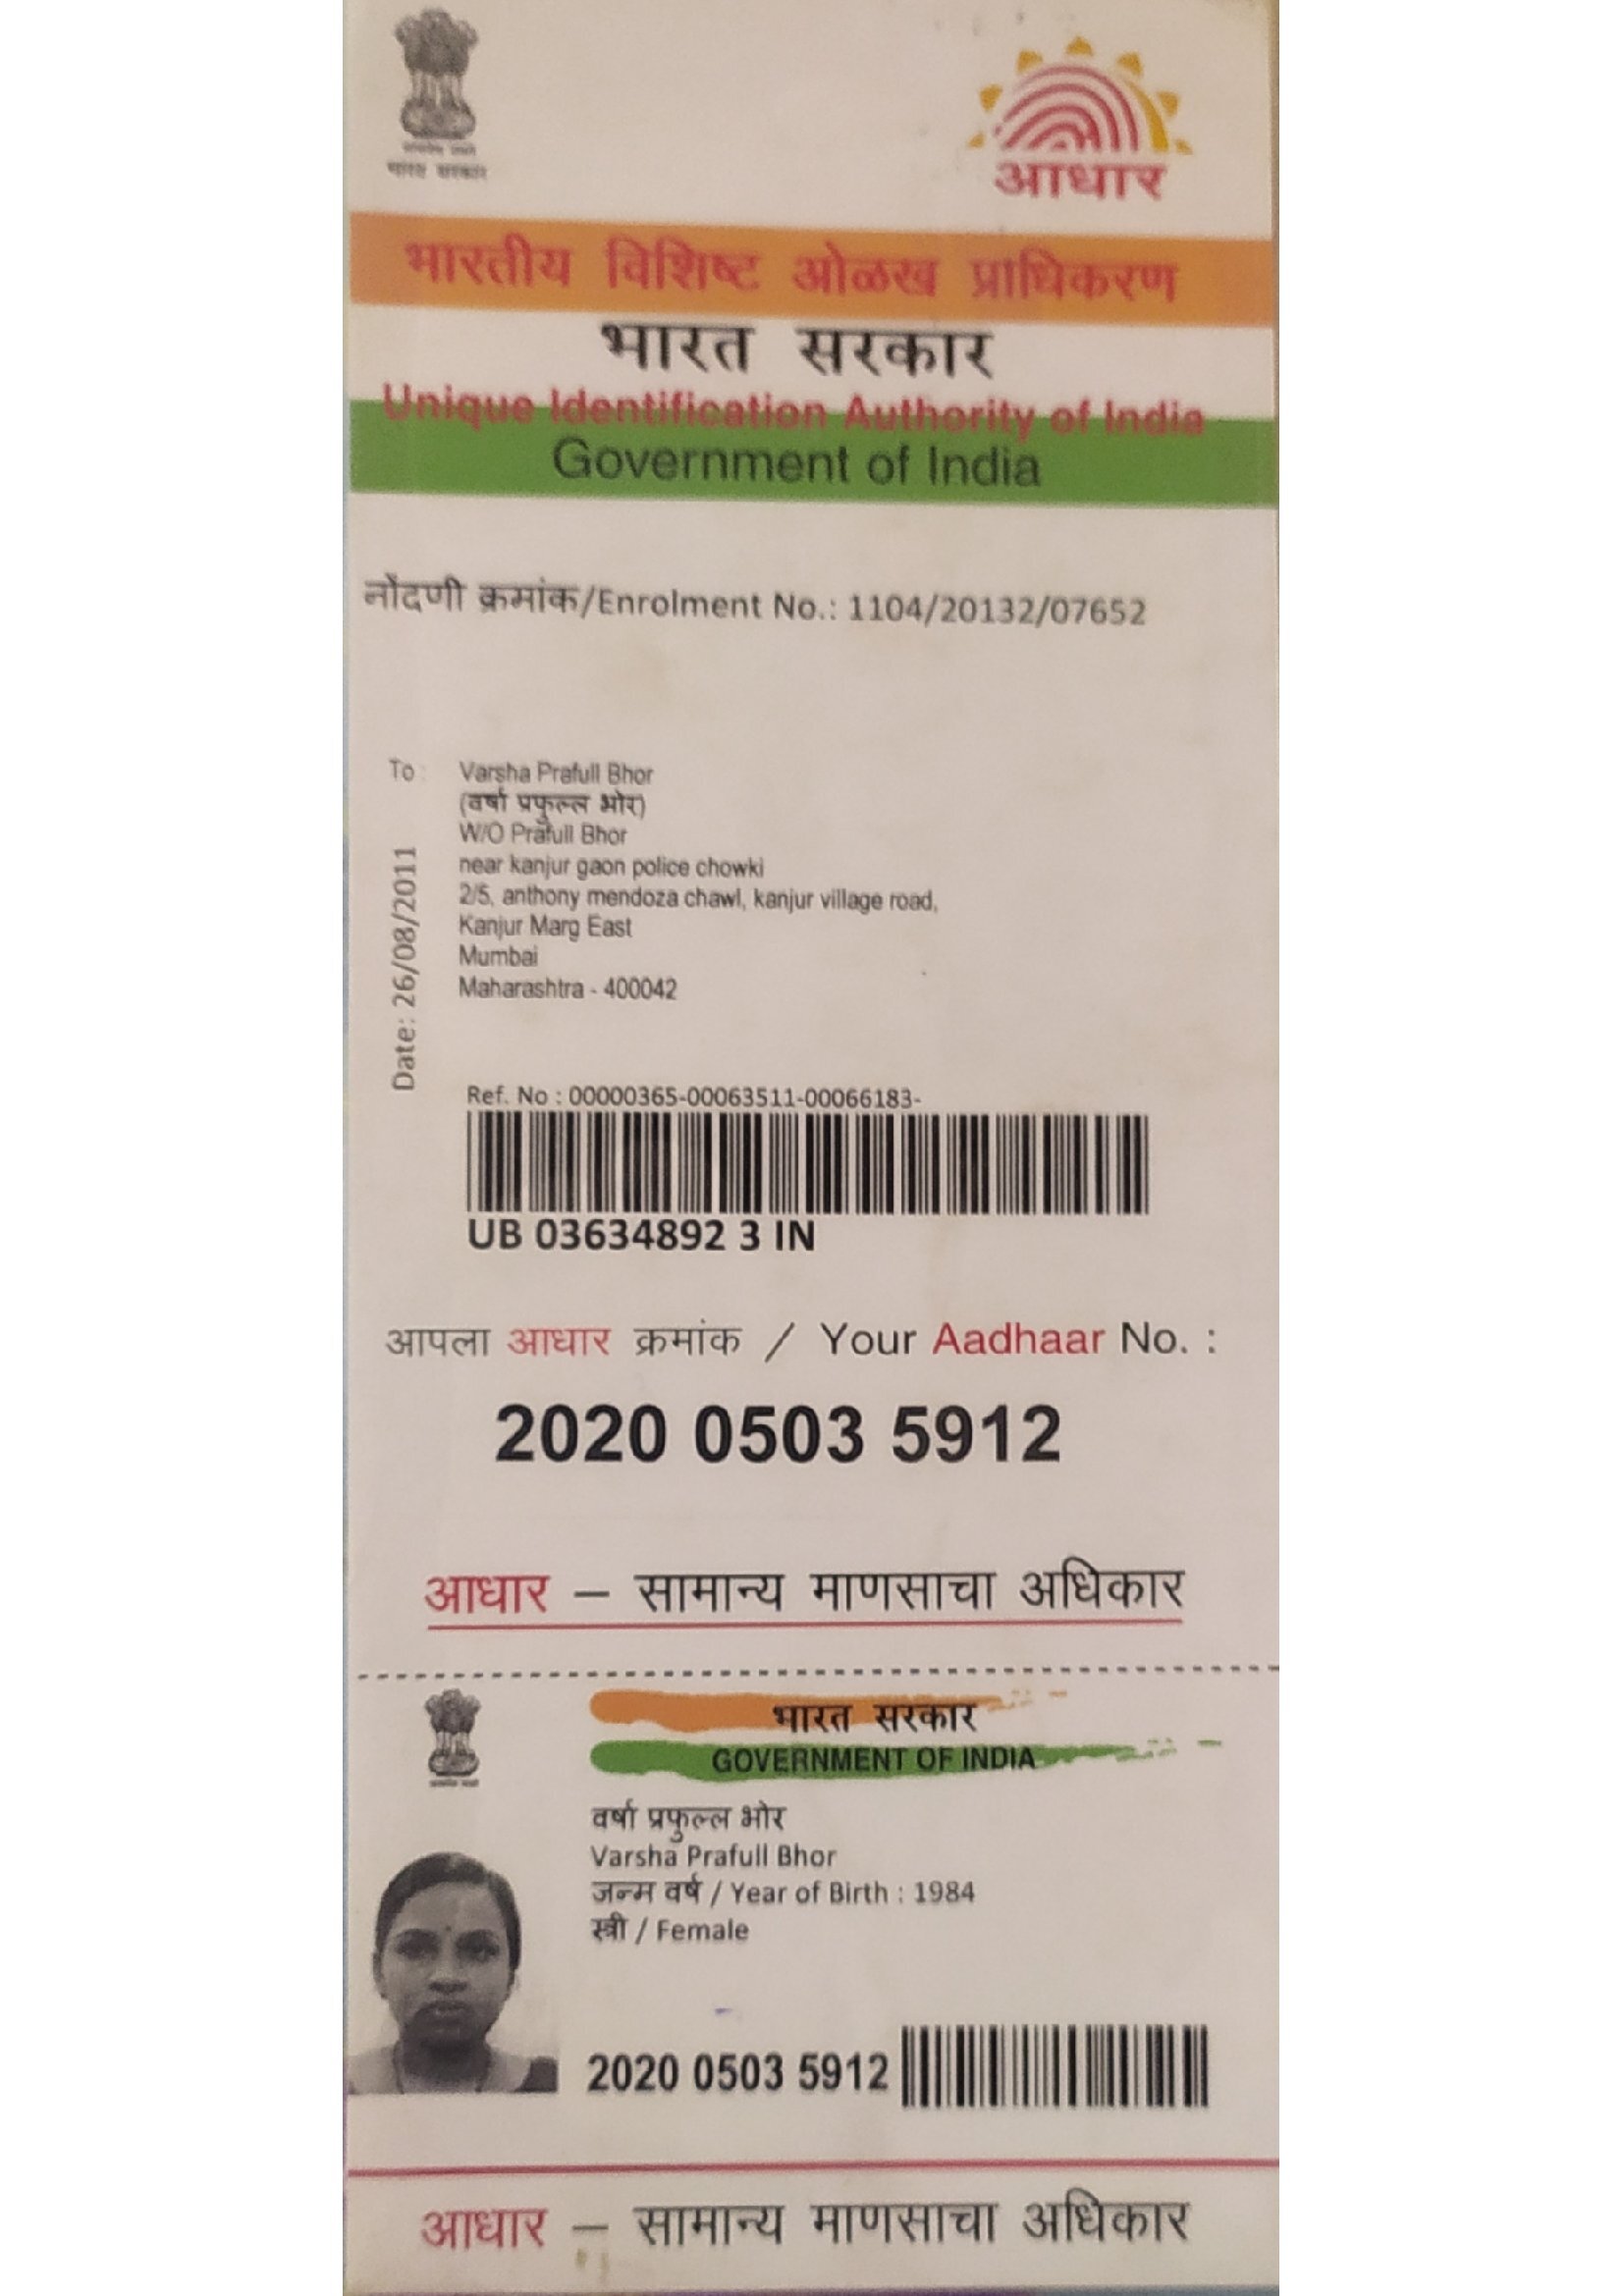 भारत सरकार
आधार
भारतीय विशिष्ट ओळख प्राधिकरण
भारत सरकार
Unique Identification Authority of India
Government of India
नोंदणी क्रमांक/Enrolment No.: 1104/20132/07652
To :
Varsha Prafull Bhor
(वर्षा प्रफुल्ल भोर)
W/O Prafull Bhor
near kanjur gaon police chowki
2/5, anthony mendoza chawl, kanjur village road,
Kanjur Marg East
Mumbai
Maharashtra - 400042
Date: 26/08/2011
Ref. No : 00000365-00063511-00066183-
UB 03634892 3 IN
आपला आधार क्रमांक / Your Aadhaar No. :
2020 0503 5912
आधार – सामान्य माणसाचा अधिकार
भारत सरकार
GOVERNMENT OF INDIA
वर्षा प्रफुल्ल भोर
Varsha Prafull Bhor
जन्म वर्ष / Year of Birth : 1984
स्त्री / Female
2020 0503 5912
आधार – सामान्य माणसाचा अधिकार